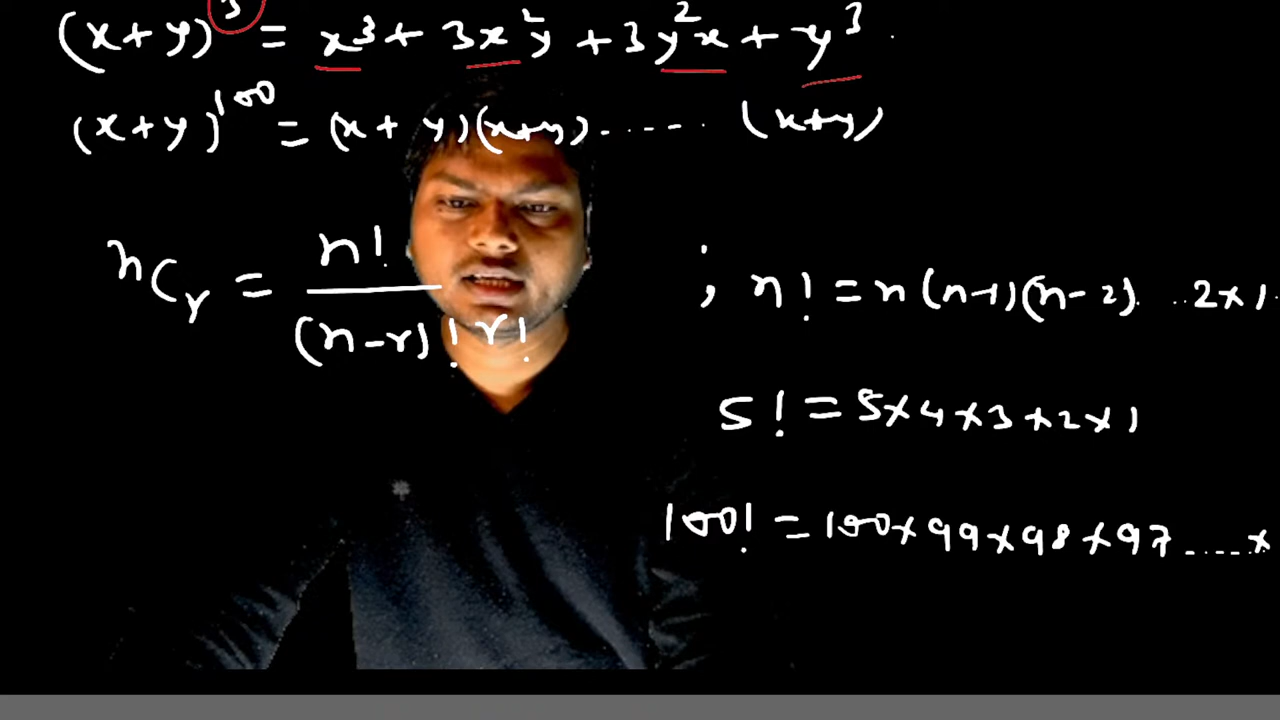 (x+y)³ = x³ + 3x²y + 3y²x + y³.
(x+y)¹⁰⁰ = (x+y)(x+y)......(x+y)
ⁿCᵣ = n! / (n-r)! r! ; n! = n(n-1)(n-2)....2×1.
5! = 5×4×3×2×1
100! = 100×99×98×97.....×